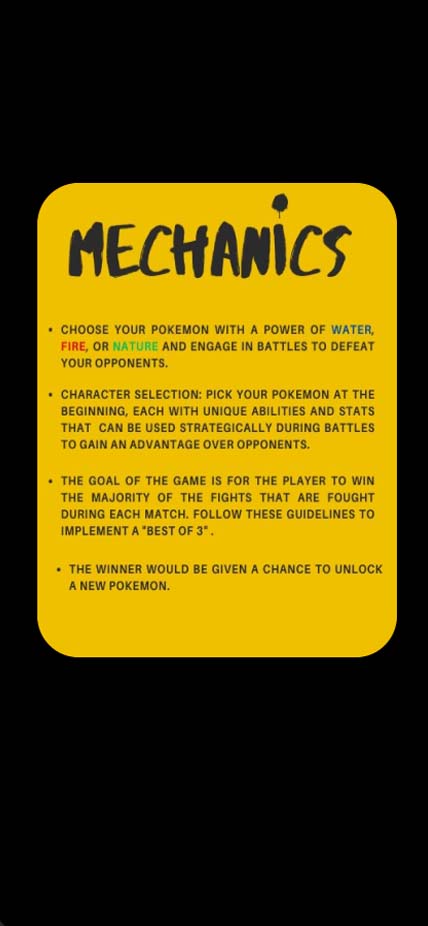 MECHANICS
• CHOOSE YOUR POKEMON WITH A POWER OF WATER,
FIRE, OR NATURE AND ENGAGE IN BATTLES TO DEFEAT
YOUR OPPONENTS.
• CHARACTER SELECTION: PICK YOUR POKEMON AT THE
BEGINNING, EACH WITH UNIQUE ABILITIES AND STATS
THAT CAN BE USED STRATEGICALLY DURING BATTLES
TO GAIN AN ADVANTAGE OVER OPPONENTS.
• THE GOAL OF THE GAME IS FOR THE PLAYER TO WIN
THE MAJORITY OF THE FIGHTS THAT ARE FOUGHT
DURING EACH MATCH. FOLLOW THESE GUIDELINES TO
IMPLEMENT A "BEST OF 3" .
• THE WINNER WOULD BE GIVEN A CHANCE TO UNLOCK
A NEW POKEMON.